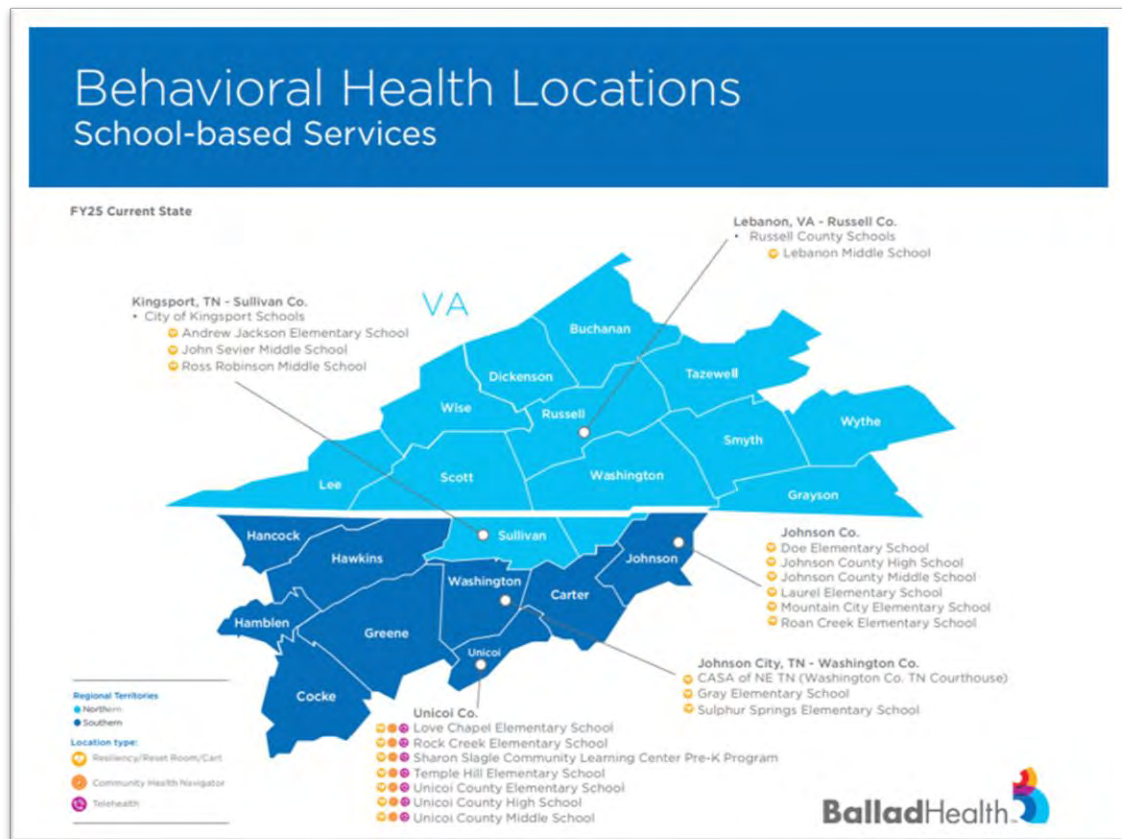 Behavioral Health Locations
School-based Services
FY25 Current State
Lebanon, VA - Russell Co.
• Russell County Schools
Lebanon Middle School
Kingsport, TN - Sullivan Co.
• City of Kingsport Schools
Andrew Jackson Elementary School
John Sevier Middle School
Ross Robinson Middle School
VA
Buchanan
Dickenson
Tazewell
Wise
Russell
Wythe
Smyth
Lee
Scott
Washington
Grayson
Hancock
Hawkins
Sullivan
Johnson
Washington
Carter
Hamblen
Greene
Unicoi
Cocke
Johnson Co.
Doe Elementary School
Johnson County High School
Johnson County Middle School
Laurel Elementary School
Mountain City Elementary School
Roan Creek Elementary School
Johnson City, TN - Washington Co.
CASA of NE TN (Washington Co. TN Courthouse)
Gray Elementary School
Sulphur Springs Elementary School
Unicoi Co.
Love Chapel Elementary School
Rock Creek Elementary School
Sharon Slagle Community Learning Center Pre-K Program
Temple Hill Elementary School
Unicoi County Elementary School
Unicoi County High School
Unicoi County Middle School
Regional Territories
Northern
Southern
Location type:
Resiliency/Reset Room/Cart
Community Health Navigator
Telehealth
BalladHealth